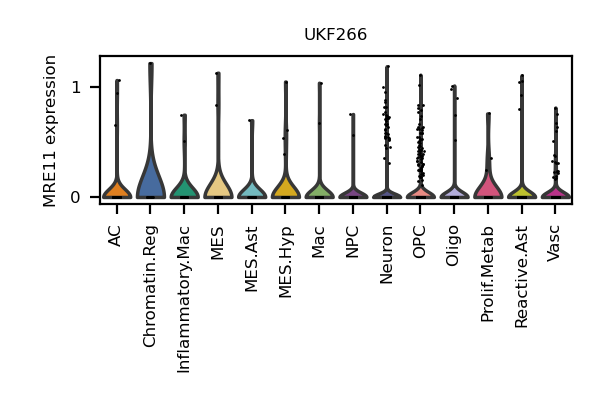 UKF266
MRE11 expression
1
0
AC
Chromatin.Reg
Inflammatory.Mac
MES
MES.Ast
MES.Hyp
Mac
NPC
Neuron
OPC
Oligo
Prolif.Metab
Reactive.Ast
Vasc